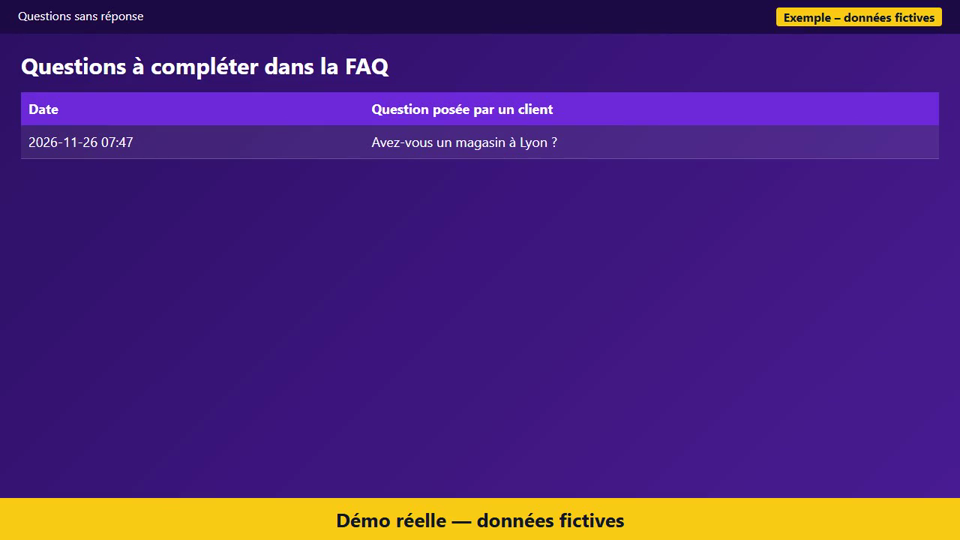 Questions sans réponse
Exemple – données fictives
Questions à compléter dans la FAQ
Date Question posée par un client
2026-11-26 07:47 Avez-vous un magasin à Lyon ?
Démo réelle — données fictives